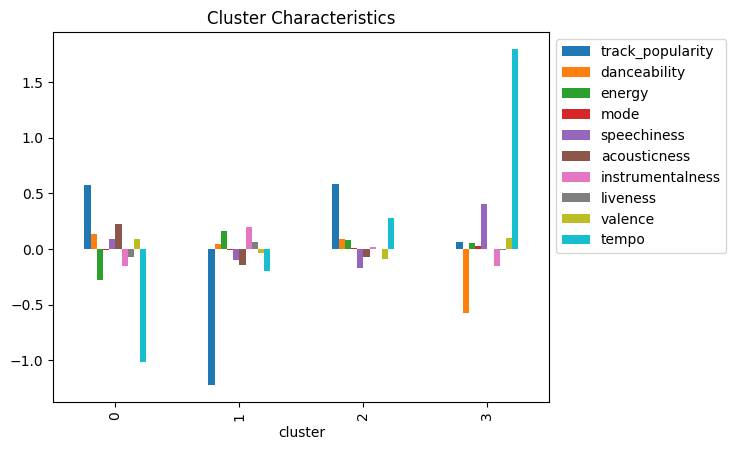 Cluster Characteristics
track_popularity
danceability
energy
mode
speechiness
acousticness
instrumentalness
liveness
valence
tempo
1.5
1.0
0.5
0.0
−0.5
−1.0
0
1
2
3
cluster